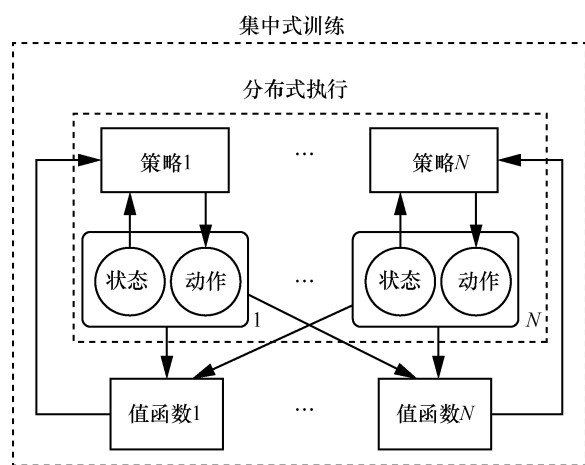 集中式训练
分布式执行
策略1 … 策略N
状态 动作 … 状态 动作
1 N
值函数1 … 值函数N